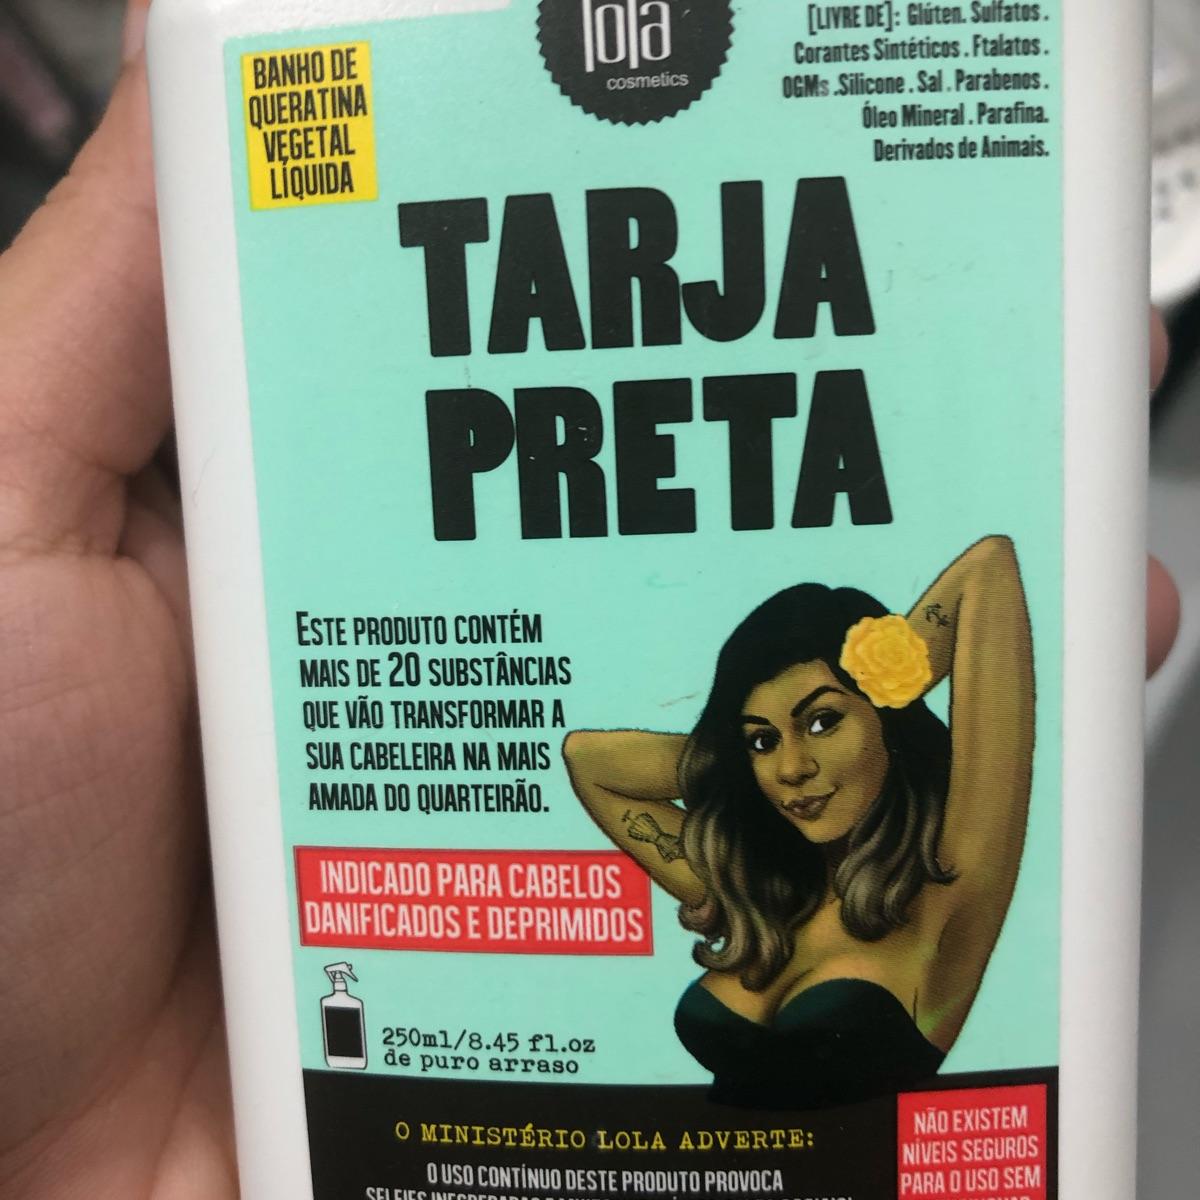 lola
cosmetics
[LIVRE DE]: Glúten. Sulfatos.
Corantes Sintéticos. Ftalatos.
OGMs.Silicone. Sal. Parabenos.
Óleo Mineral. Parafina.
Derivados de Animais.
BANHO DE
QUERATINA
VEGETAL
LÍQUIDA
TARJA
PRETA
ESTE PRODUTO CONTÉM
MAIS DE 20 SUBSTÂNCIAS
QUE VÃO TRANSFORMAR A
SUA CABELEIRA NA MAIS
AMADA DO QUARTEIRÃO.
INDICADO PARA CABELOS
DANIFICADOS E DEPRIMIDOS
250ml/8.45 fl.oz
de puro arraso
O MINISTÉRIO LOLA ADVERTE:
O USO CONTÍNUO DESTE PRODUTO PROVOCA
SELFIES
NÃO EXISTEM
NÍVEIS SEGUROS
PARA O USO SEM